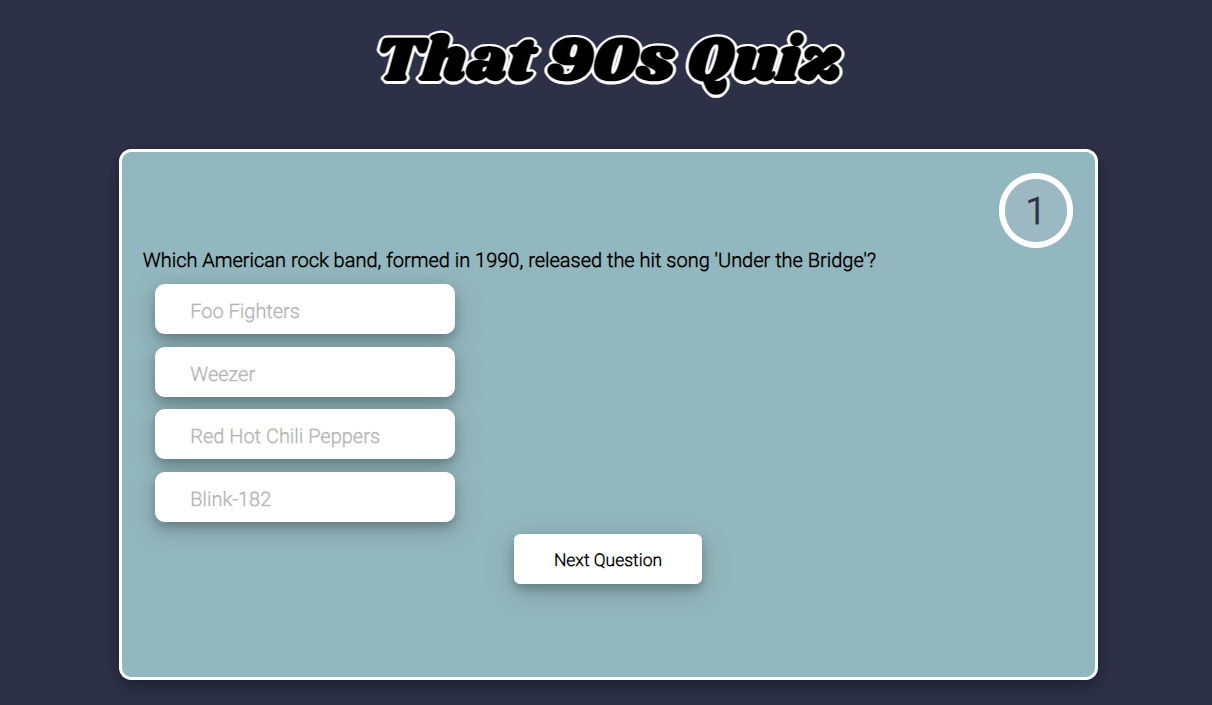 That 90s Quiz
1
Which American rock band, formed in 1990, released the hit song 'Under the Bridge'?
Foo Fighters
Weezer
Red Hot Chili Peppers
Blink-182
Next Question